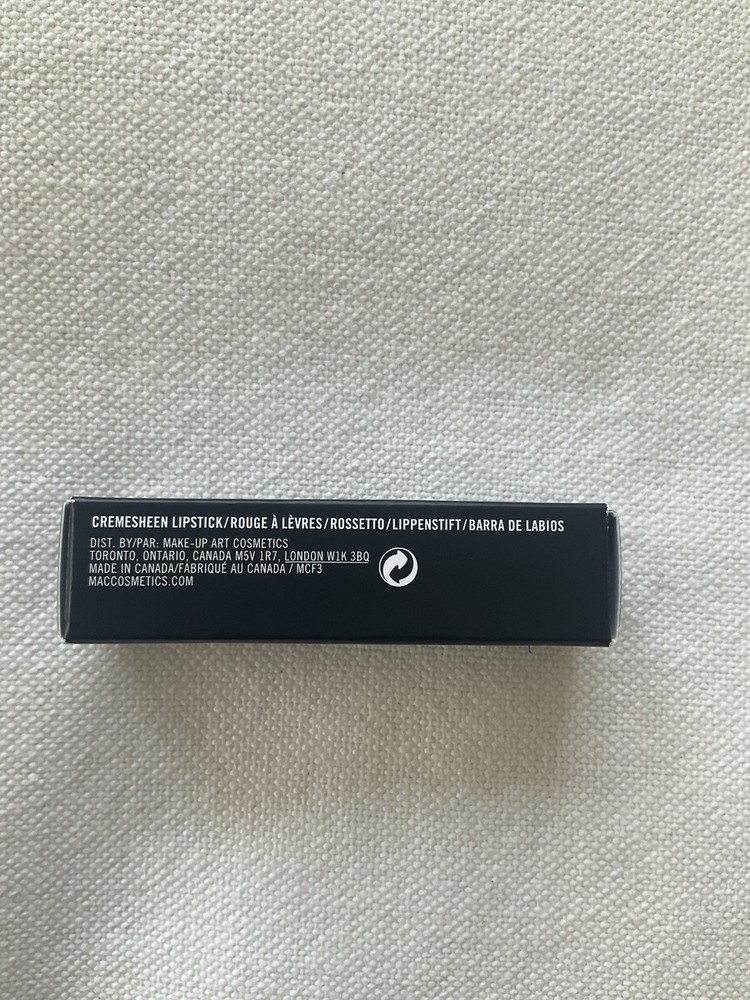 CREMESHEEN LIPSTICK/ROUGE À LÈVRES/ROSSETTO/LIPPENSTIFT/BARRA DE LABIOS
DIST. BY/PAR: MAKE-UP ART COSMETICS
TORONTO, ONTARIO, CANADA M5V 1R7, LONDON W1K 3BQ
MADE IN CANADA/FABRIQUÉ AU CANADA / MCF3
MACCOSMETICS.COM